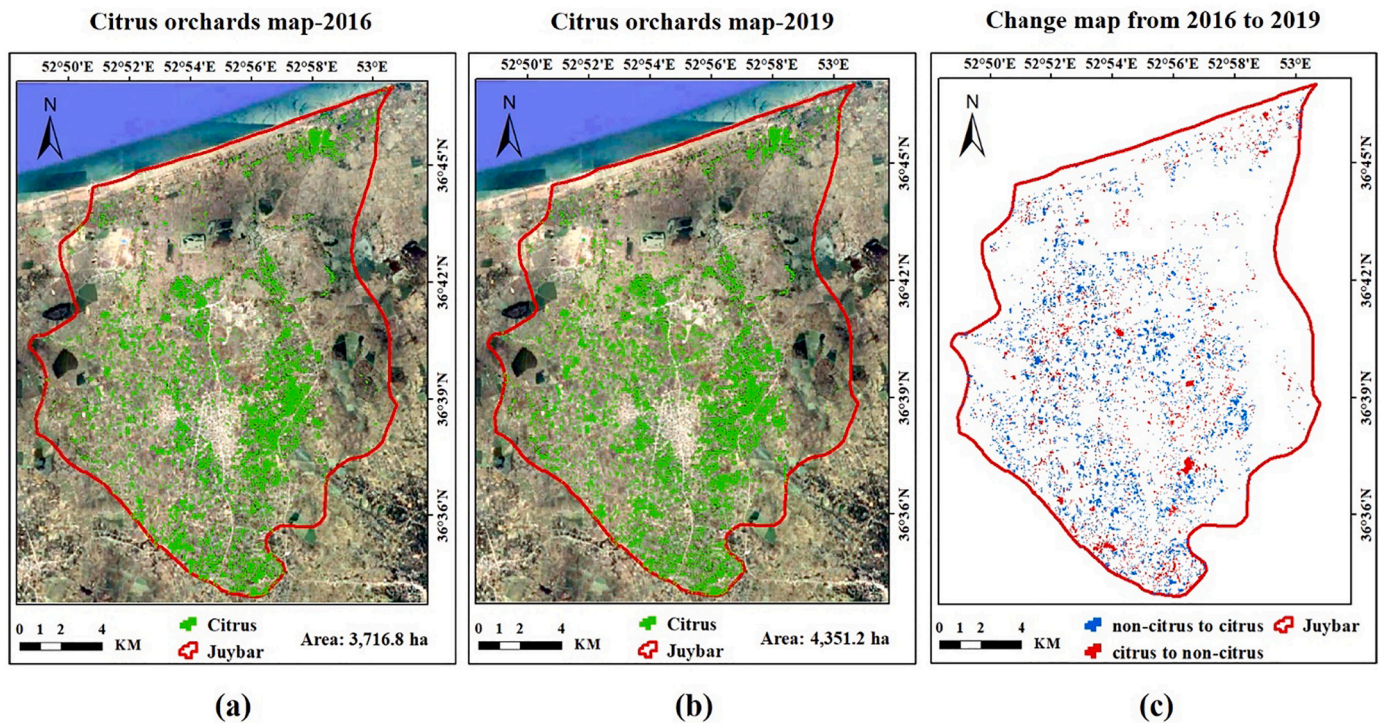 Citrus orchards map-2016
52°50'E 52°52'E 52°54'E 52°56'E 52°58'E 53°E
N
36°45'N
36°42'N
36°39'N
36°36'N
0 1 2 4
KM
Citrus
Juybar
Area: 3,716.8 ha
(a)
Citrus orchards map-2019
52°50'E 52°52'E 52°54'E 52°56'E 52°58'E 53°E
N
36°45'N
36°42'N
36°39'N
36°36'N
0 1 2 4
KM
Citrus
Juybar
Area: 4,351.2 ha
(b)
Change map from 2016 to 2019
52°50'E 52°52'E 52°54'E 52°56'E 52°58'E 53°E
N
36°45'N
36°42'N
36°39'N
36°36'N
0 1 2 4
KM
non-citrus to citrus
Juybar
citrus to non-citrus
(c)